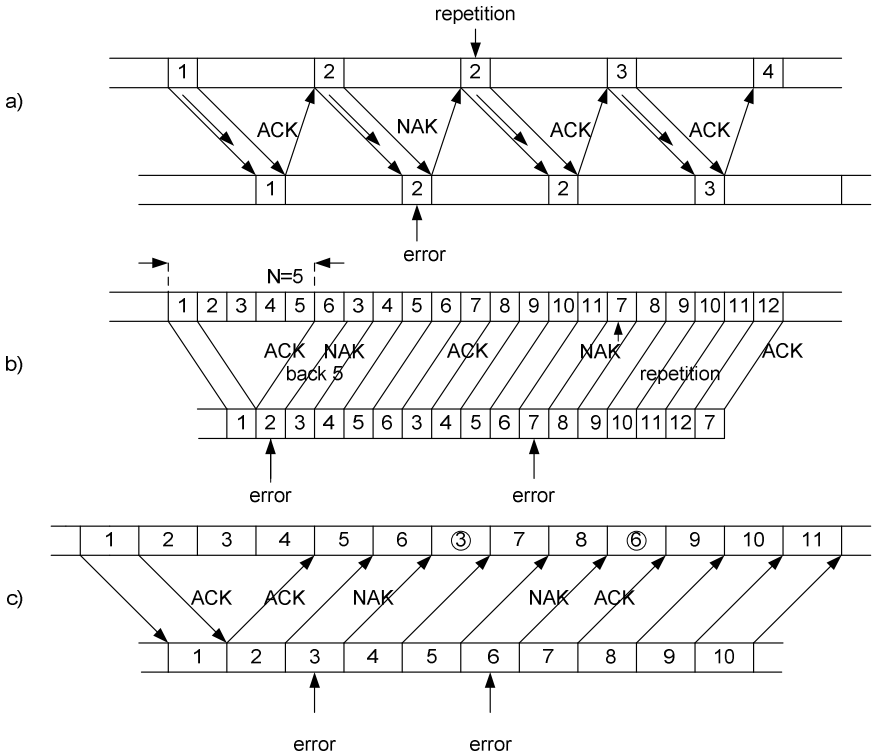 repetition
1 2 2 3 4
a)
ACK NAK ACK ACK
1 2 2 3
error
N=5
1 2 3 4 5 6 3 4 5 6 7 8 9 10 11 7 8 9 10 11 12
b)
ACK NAK ACK NAK ACK
back 5 repetition
1 2 3 4 5 6 3 4 5 6 7 8 9 10 11 12 7
error error
1 2 3 4 5 6 3 7 8 6 9 10 11
c)
ACK ACK NAK NAK ACK
1 2 3 4 5 6 7 8 9 10
error error